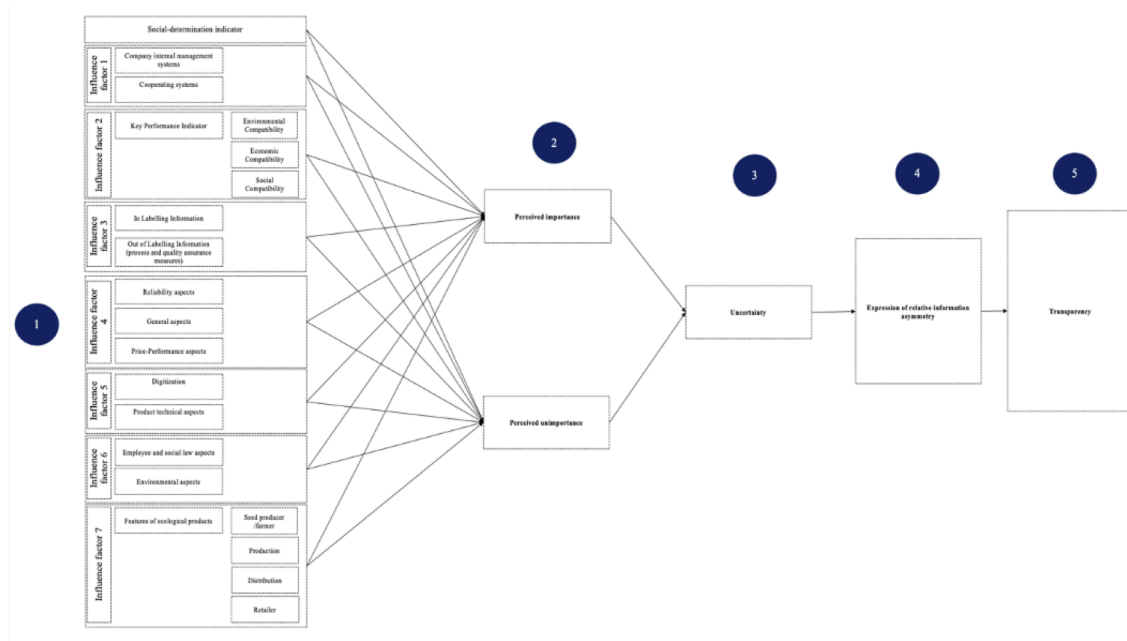 Social-determination indicator
Influence
factor 1
Company internal management
systems
Cooperating systems
Influence factor 2
Key Performance Indicator
Environmental
Compatibility
Economic
Compatibility
Social
Compatibility
Influence
factor 3
In Labelling Information
Out of Labelling Information
(process and quality assurance
measures)
Influence factor
4
Reliability aspects
General aspects
Price-Performance aspects
Influence
factor 5
Digitization
Product technical aspects
Influence
factor 6
Employee and social law aspects
Environmental aspects
Influence factor 7
Features of ecological products
Seed producer
/farmer
Production
Distribution
Retailer
1
2
Perceived importance
Perceived unimportance
3
Uncertainty
4
Expression of relative information
asymmetry
5
Transparency